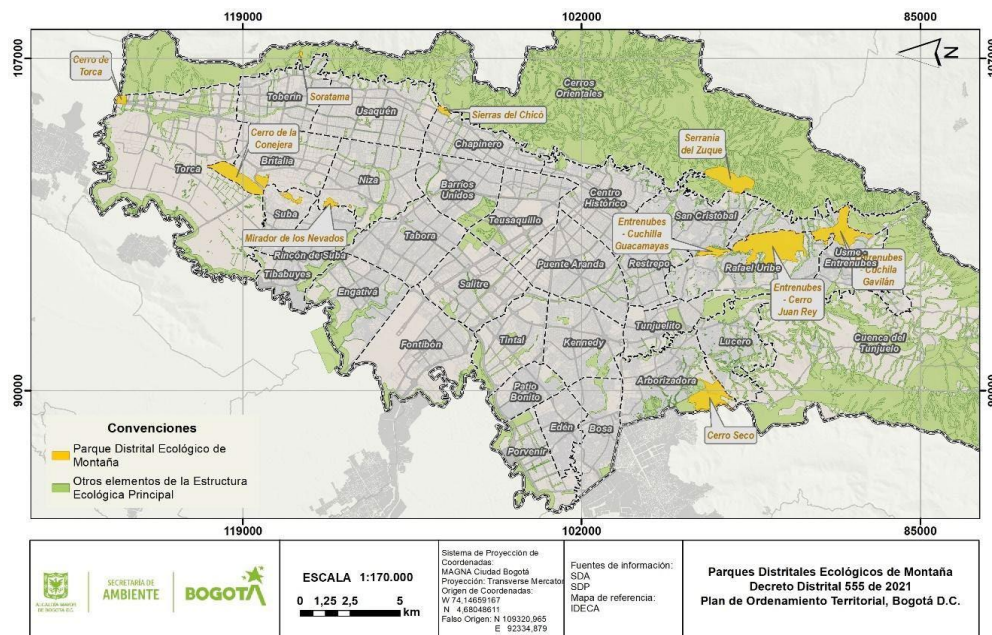 119000
102000
85000
107000
107000
N
Cerro de
Torca
Toberín
Soratama
Usaquén
Sierras del Chicó
Cerros
Orientales
Cerro de la
Conejera
Britalia
Chapinero
Serranía
del Zuque
Torca
Niza
Barrios
Unidos
Centro
Histórico
Suba
Teusaquillo
Entrenubes
- Cuchilla
Guacamayas
San Cristobal
Mirador de los Nevados
Tabora
Rincón de Suba
Puente Aranda
Restrepo
Rafael Uribe
Usme -
Entrenubes
Entrenubes
- Cuchilla
Gavilán
Tibabuyes
Engativá
Salitre
Entrenubes
- Cerro
Juan Rey
Tunjuelito
Fontibón
Tintal
Kennedy
Lucero
Cuenca del
Tunjuelo
Patio
Bonito
Arborizadora
90000
Edén
Bosa
Cerro Seco
Porvenir
Convenciones
Parque Distrital Ecológico de
Montaña
Otros elementos de la Estructura
Ecológica Principal
119000
102000
85000
ALCALDÍA MAYOR
DE BOGOTÁ D.C.
SECRETARÍA DE
AMBIENTE
BOGOTÁ
ESCALA 1:170.000
0 1,25 2,5 5
km
Sistema de Proyección de
Coordenadas:
MAGNA Ciudad Bogotá
Proyección: Transverse Mercator
Origen de Coordenadas:
W 74,14659167
N 4,68048611
Falso Origen: N 109320,965
E 92334,879
Fuentes de información:
SDA
SDP
Mapa de referencia:
IDECA
Parques Distritales Ecológicos de Montaña
Decreto Distrital 555 de 2021
Plan de Ordenamiento Territorial, Bogotá D.C.